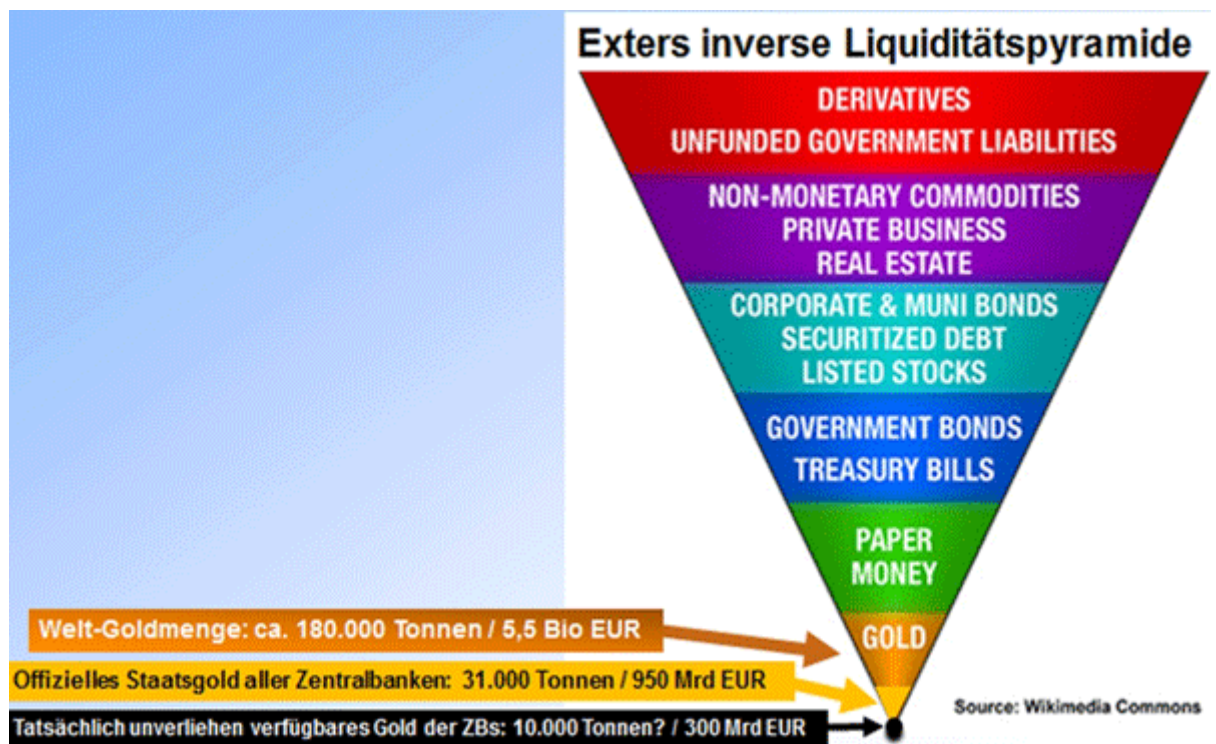 Exters inverse Liquiditätspyramide
DERIVATIVES
UNFUNDED GOVERNMENT LIABILITIES
NON-MONETARY COMMODITIES
PRIVATE BUSINESS
REAL ESTATE
CORPORATE & MUNI BONDS
SECURITIZED DEBT
LISTED STOCKS
GOVERNMENT BONDS
TREASURY BILLS
PAPER
MONEY
GOLD
Welt-Goldmenge: ca. 180.000 Tonnen / 5,5 Bio EUR
Offizielles Staatsgold aller Zentralbanken: 31.000 Tonnen / 950 Mrd EUR
Tatsächlich unverliehen verfügbares Gold der ZBs: 10.000 Tonnen? / 300 Mrd EUR
Source: Wikimedia Commons